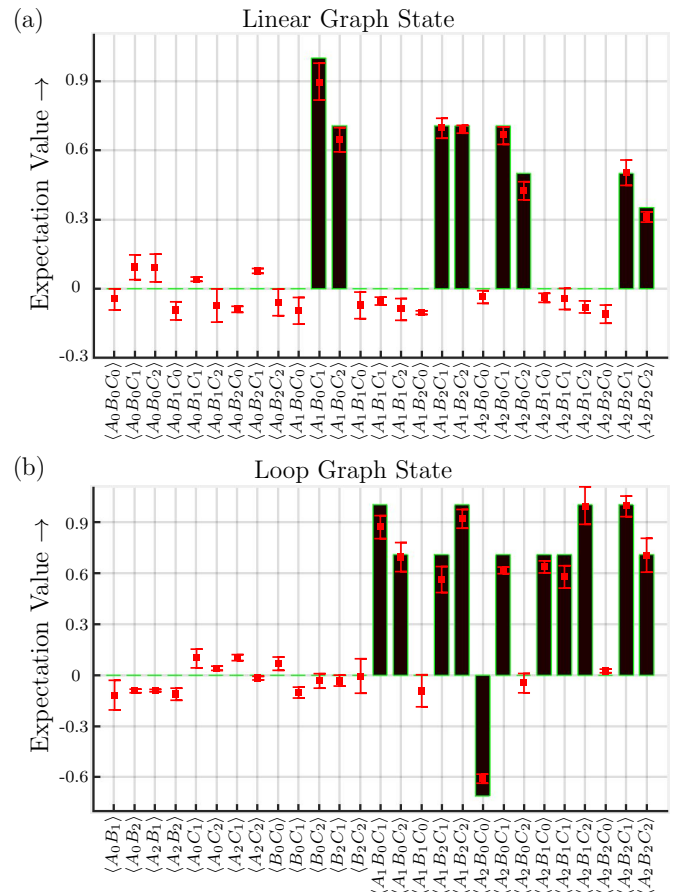 (a)
Linear Graph State
Expectation Value →
0.9
0.6
0.3
0
-0.3
⟨A₀B₀C₀⟩
⟨A₀B₀C₁⟩
⟨A₀B₀C₂⟩
⟨A₀B₁C₀⟩
⟨A₀B₁C₁⟩
⟨A₀B₁C₂⟩
⟨A₀B₂C₀⟩
⟨A₀B₂C₁⟩
⟨A₀B₂C₂⟩
⟨A₁B₀C₀⟩
⟨A₁B₀C₁⟩
⟨A₁B₀C₂⟩
⟨A₁B₁C₀⟩
⟨A₁B₁C₁⟩
⟨A₁B₁C₂⟩
⟨A₁B₂C₀⟩
⟨A₁B₂C₁⟩
⟨A₁B₂C₂⟩
⟨A₂B₀C₀⟩
⟨A₂B₀C₁⟩
⟨A₂B₀C₂⟩
⟨A₂B₁C₀⟩
⟨A₂B₁C₁⟩
⟨A₂B₁C₂⟩
⟨A₂B₂C₀⟩
⟨A₂B₂C₁⟩
⟨A₂B₂C₂⟩
(b)
Loop Graph State
Expectation Value →
0.9
0.6
0.3
0
-0.3
-0.6
⟨A₀B₁⟩
⟨A₀B₂⟩
⟨A₂B₁⟩
⟨A₂B₂⟩
⟨A₀C₁⟩
⟨A₀C₂⟩
⟨A₂C₁⟩
⟨A₂C₂⟩
⟨B₀C₀⟩
⟨B₀C₁⟩
⟨B₀C₂⟩
⟨B₂C₁⟩
⟨B₂C₂⟩
⟨A₁B₀C₁⟩
⟨A₁B₀C₂⟩
⟨A₁B₁C₀⟩
⟨A₁B₂C₁⟩
⟨A₁B₂C₂⟩
⟨A₂B₀C₀⟩
⟨A₂B₀C₁⟩
⟨A₂B₀C₂⟩
⟨A₂B₁C₀⟩
⟨A₂B₁C₁⟩
⟨A₂B₁C₂⟩
⟨A₂B₂C₀⟩
⟨A₂B₂C₁⟩
⟨A₂B₂C₂⟩